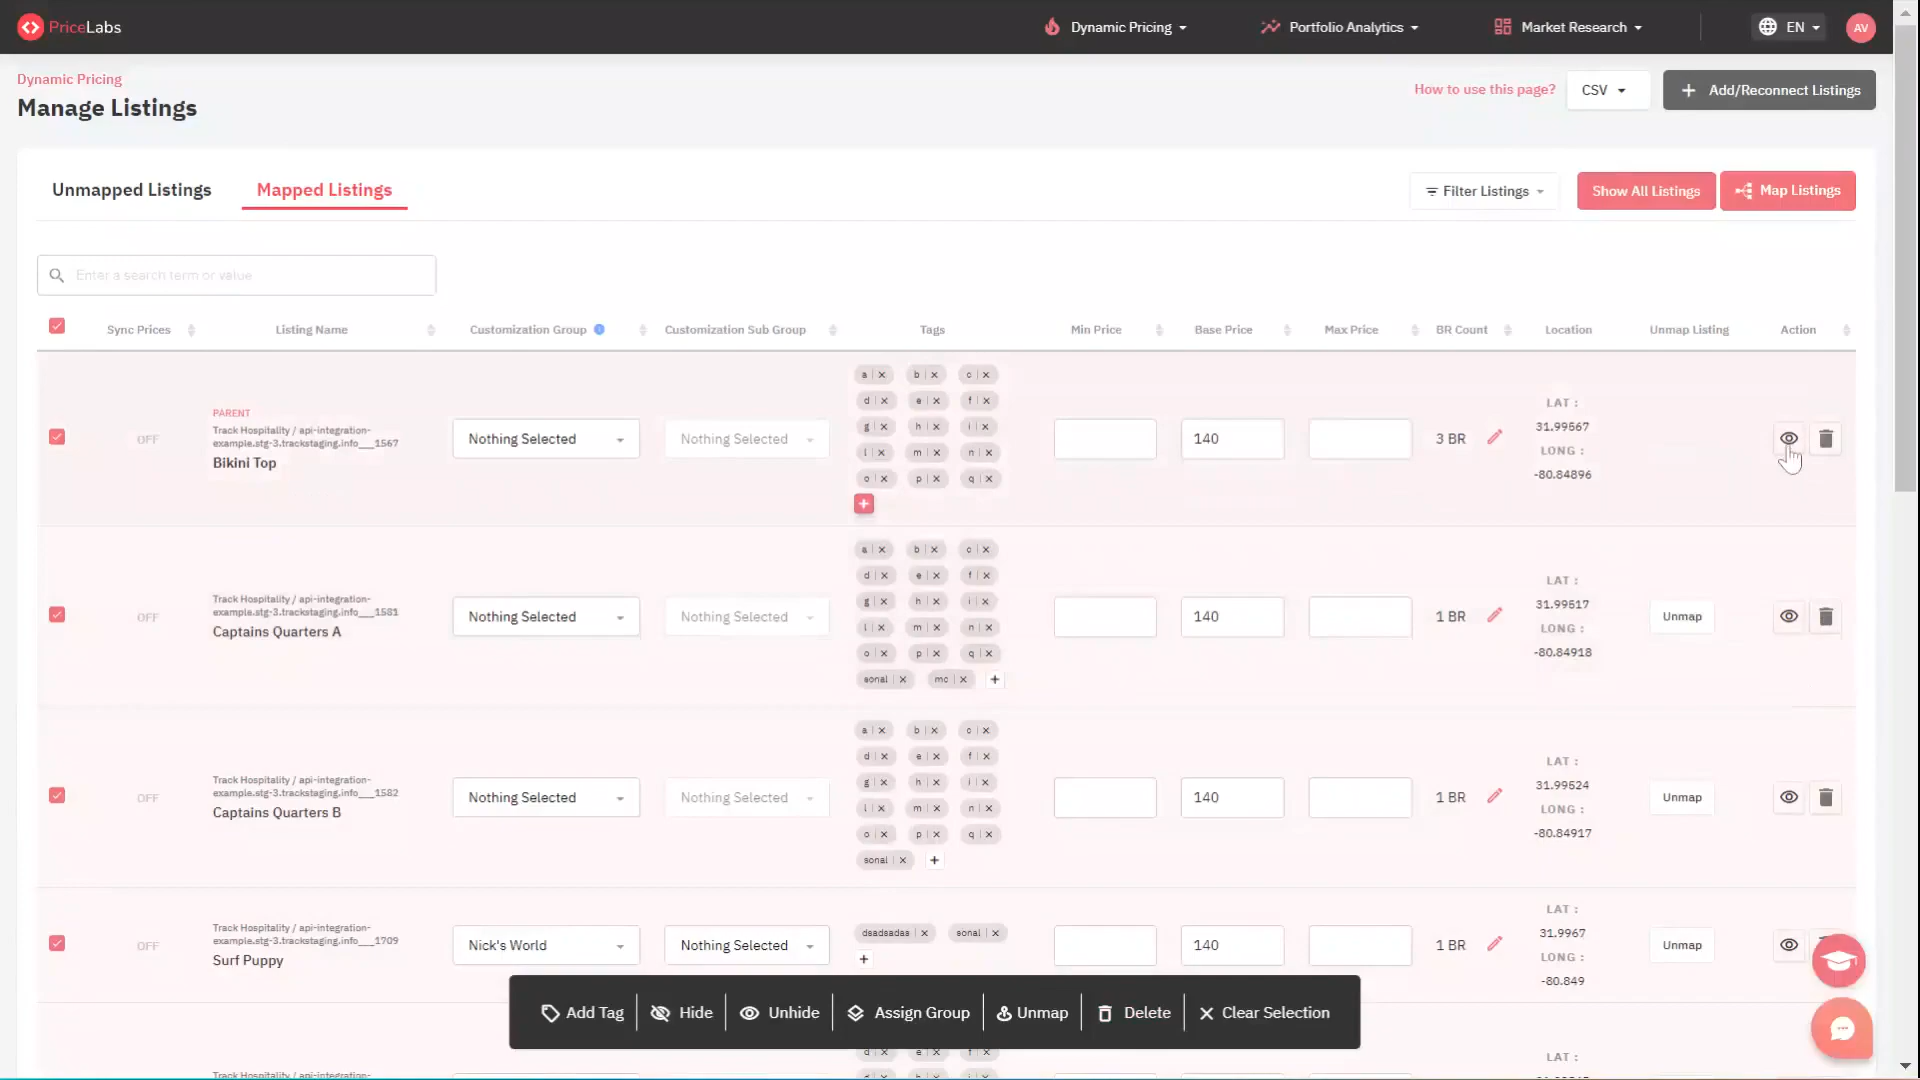 PriceLabs
Dynamic Pricing
Portfolio Analytics
Market Research
EN
AV
Dynamic Pricing
Manage Listings
How to use this page?
CSV
Add/Reconnect Listings
Unmapped Listings
Mapped Listings
Filter Listings
Show All Listings
Map Listings
Enter a search term or value
Sync Prices
Listing Name
Customization Group
Customization Sub Group
Tags
Min Price
Base Price
Max Price
BR Count
Location
Unmap Listing
Action
OFF
PARENT
Track Hospitality / api-integration-
example.stg-3.trackstaging.info___1567
Bikini Top
Nothing Selected
Nothing Selected
a b c
d e f
g h i
l m n
o p q
+
140
3 BR
LAT :
31.99567
LONG :
-80.84896
OFF
Track Hospitality / api-integration-
example.stg-3.trackstaging.info___1581
Captains Quarters A
Nothing Selected
Nothing Selected
a b c
d e f
g h i
l m n
o p q
sonal mc +
140
1 BR
LAT :
31.99517
LONG :
-80.84918
Unmap
OFF
Track Hospitality / api-integration-
example.stg-3.trackstaging.info___1582
Captains Quarters B
Nothing Selected
Nothing Selected
a b c
d e f
g h i
l m n
o p q
sonal +
140
1 BR
LAT :
31.99524
LONG :
-80.84917
Unmap
OFF
Track Hospitality / api-integration-
example.stg-3.trackstaging.info___1709
Surf Puppy
Nick's World
Nothing Selected
dsadsadas sonal
+
140
1 BR
LAT :
31.9967
LONG :
-80.849
Unmap
Add Tag
Hide
Unhide
Assign Group
Unmap
Delete
Clear Selection
d e f
LAT :
Track Hospitality / api-integration-